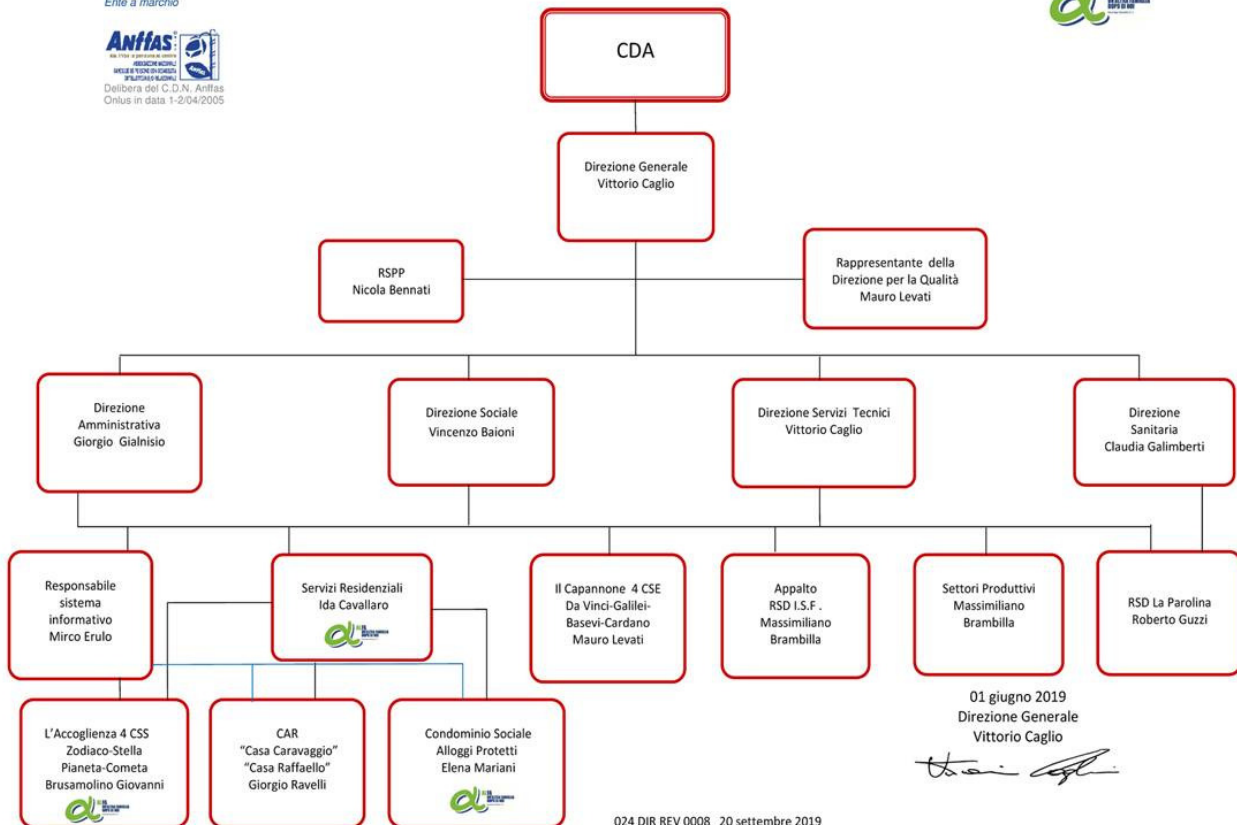 Ente a marchio
Anffas
Delibera del C.D.N. Anffas
Onlus in data 1-2/04/2005
CDA
Direzione Generale
Vittorio Caglio
RSPP
Nicola Bennati
Rappresentante della
Direzione per la Qualità
Mauro Levati
Direzione
Amministrativa
Giorgio Gialnisio
Direzione Sociale
Vincenzo Baioni
Direzione Servizi Tecnici
Vittorio Caglio
Direzione
Sanitaria
Claudia Galimberti
Responsabile
sistema
informativo
Mirco Erulo
Servizi Residenziali
Ida Cavallaro
Il Capannone 4 CSE
Da Vinci-Galilei-
Basevi-Cardano
Mauro Levati
Appalto
RSD I.S.F .
Massimiliano
Brambilla
Settori Produttivi
Massimiliano
Brambilla
RSD La Parolina
Roberto Guzzi
L'Accoglienza 4 CSS
Zodiaco-Stella
Pianeta-Cometa
Brusamolino Giovanni
CAR
"Casa Caravaggio"
"Casa Raffaello"
Giorgio Ravelli
Condominio Sociale
Alloggi Protetti
Elena Mariani
01 giugno 2019
Direzione Generale
Vittorio Caglio
024 DIR REV 0008 20 settembre 2019